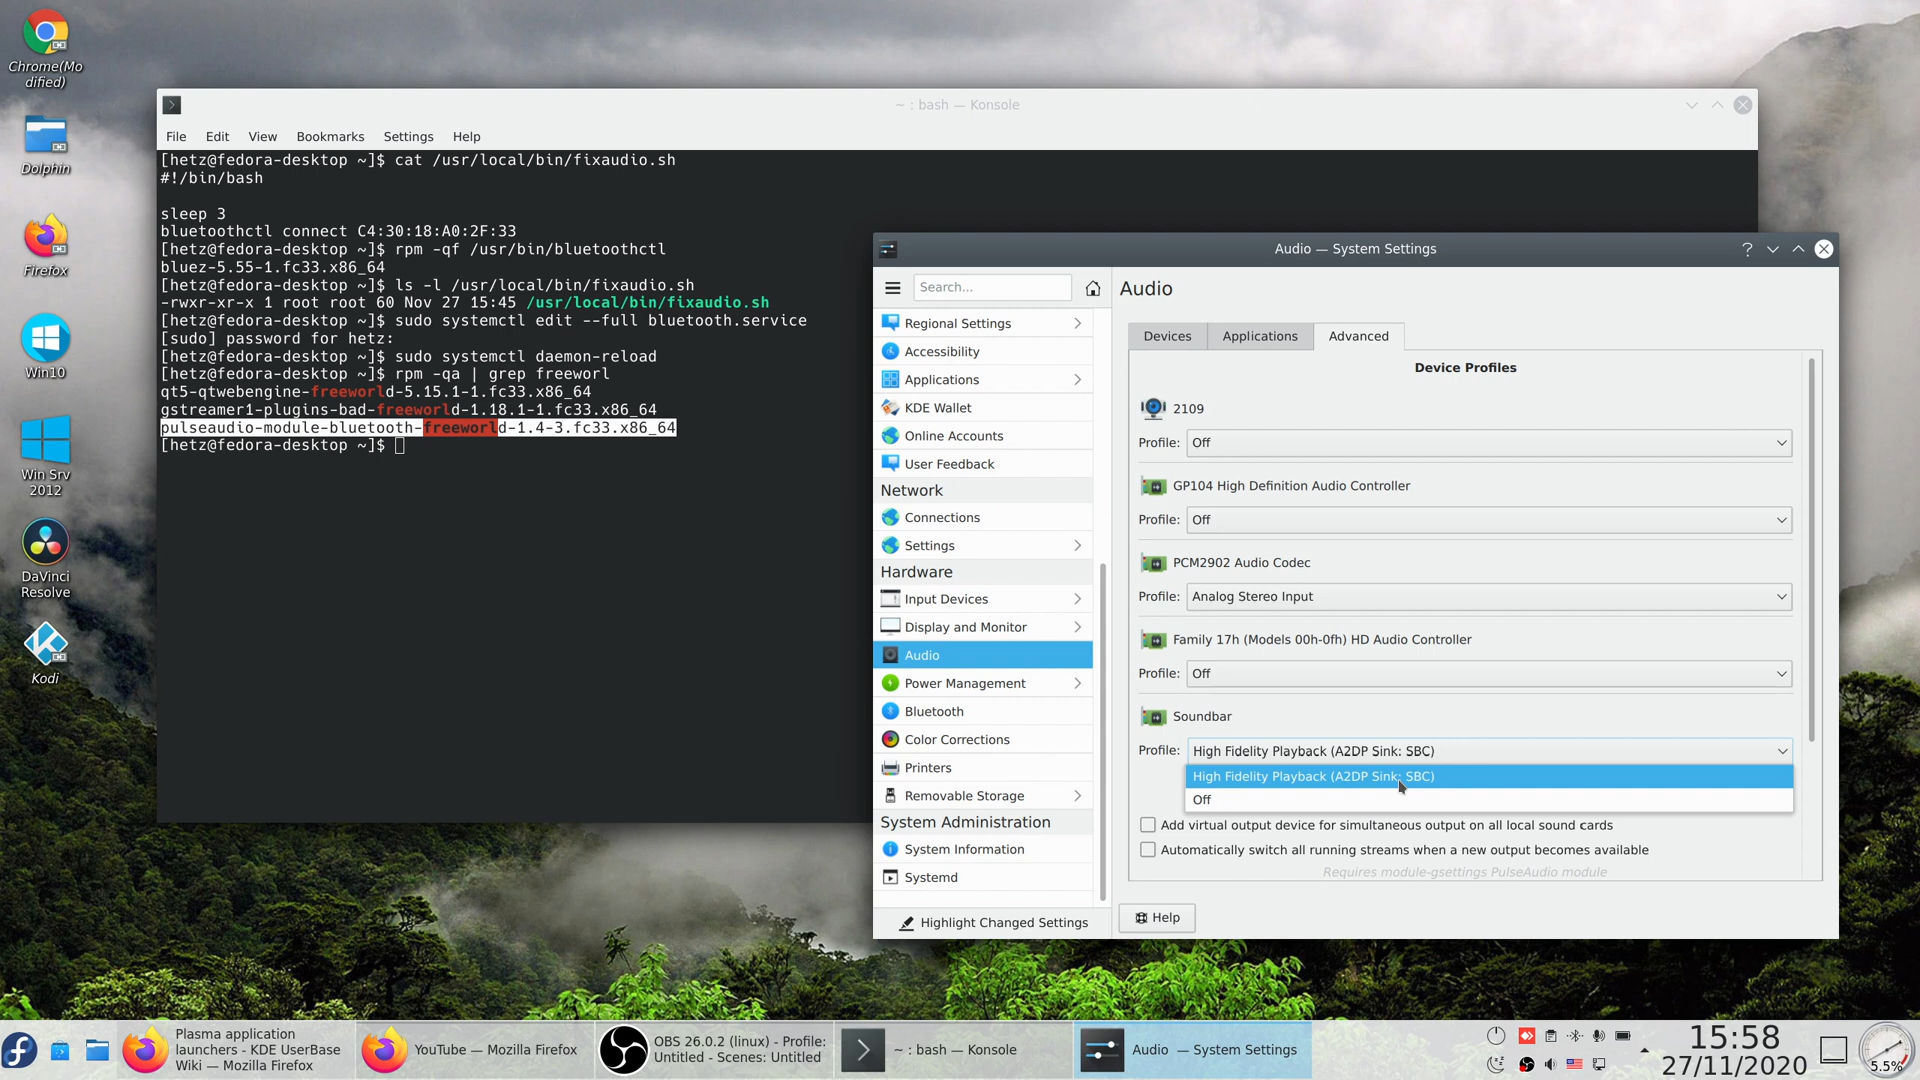 Chrome(Mo
dified)
Dolphin
Firefox
Win10
Win Srv
2012
DaVinci
Resolve
Kodi
~ : bash — Konsole
File Edit View Bookmarks Settings Help
[hetz@fedora-desktop ~]$ cat /usr/local/bin/fixaudio.sh
#!/bin/bash
sleep 3
bluetoothctl connect C4:30:18:A0:2F:33
[hetz@fedora-desktop ~]$ rpm -qf /usr/bin/bluetoothctl
bluez-5.55-1.fc33.x86_64
[hetz@fedora-desktop ~]$ ls -l /usr/local/bin/fixaudio.sh
-rwxr-xr-x 1 root root 60 Nov 27 15:45 /usr/local/bin/fixaudio.sh
[hetz@fedora-desktop ~]$ sudo systemctl edit --full bluetooth.service
[sudo] password for hetz:
[hetz@fedora-desktop ~]$ sudo systemctl daemon-reload
[hetz@fedora-desktop ~]$ rpm -qa | grep freeworl
qt5-qtwebengine-freeworld-5.15.1-1.fc33.x86_64
gstreamer1-plugins-bad-freeworld-1.18.1-1.fc33.x86_64
pulseaudio-module-bluetooth-freeworld-1.4-3.fc33.x86_64
[hetz@fedora-desktop ~]$
Audio — System Settings
?
Search...
Regional Settings
Accessibility
Applications
KDE Wallet
Online Accounts
User Feedback
Network
Connections
Settings
Hardware
Input Devices
Display and Monitor
Audio
Power Management
Bluetooth
Color Corrections
Printers
Removable Storage
System Administration
System Information
Systemd
Highlight Changed Settings
Audio
Devices Applications Advanced
Device Profiles
2109
Profile: Off
GP104 High Definition Audio Controller
Profile: Off
PCM2902 Audio Codec
Profile: Analog Stereo Input
Family 17h (Models 00h-0fh) HD Audio Controller
Profile: Off
Soundbar
Profile: High Fidelity Playback (A2DP Sink: SBC)
High Fidelity Playback (A2DP Sink: SBC)
Off
Add virtual output device for simultaneous output on all local sound cards
Automatically switch all running streams when a new output becomes available
Requires module-gsettings PulseAudio module
Help
Plasma application
launchers - KDE UserBase
Wiki — Mozilla Firefox
YouTube — Mozilla Firefox
OBS 26.0.2 (linux) - Profile:
Untitled - Scenes: Untitled
~ : bash — Konsole
Audio — System Settings
15:58
27/11/2020
5.5%